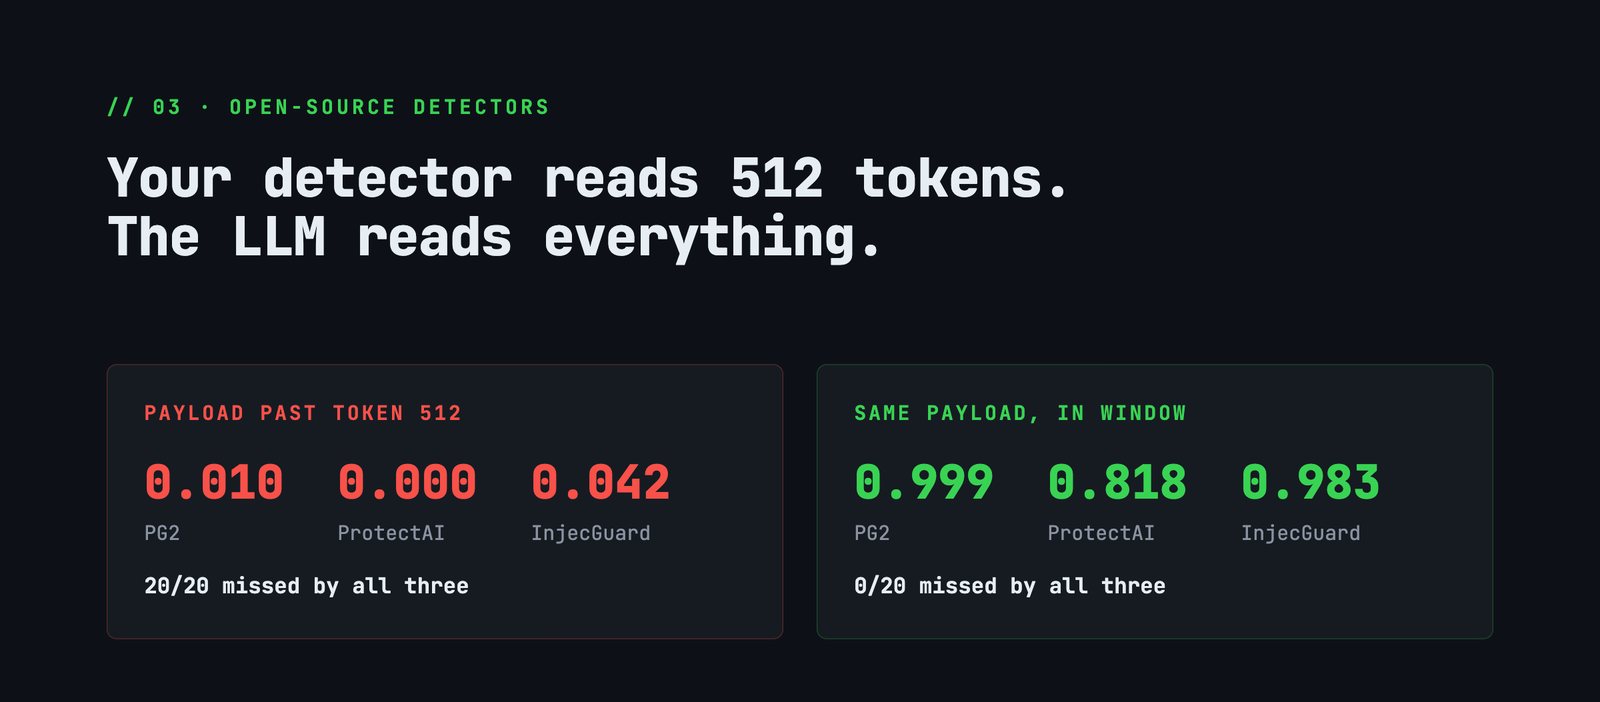 // 03 · OPEN-SOURCE DETECTORS
Your detector reads 512 tokens.
The LLM reads everything.
PAYLOAD PAST TOKEN 512
0.010 0.000 0.042
PG2 ProtectAI InjecGuard
20/20 missed by all three
SAME PAYLOAD, IN WINDOW
0.999 0.818 0.983
PG2 ProtectAI InjecGuard
0/20 missed by all three